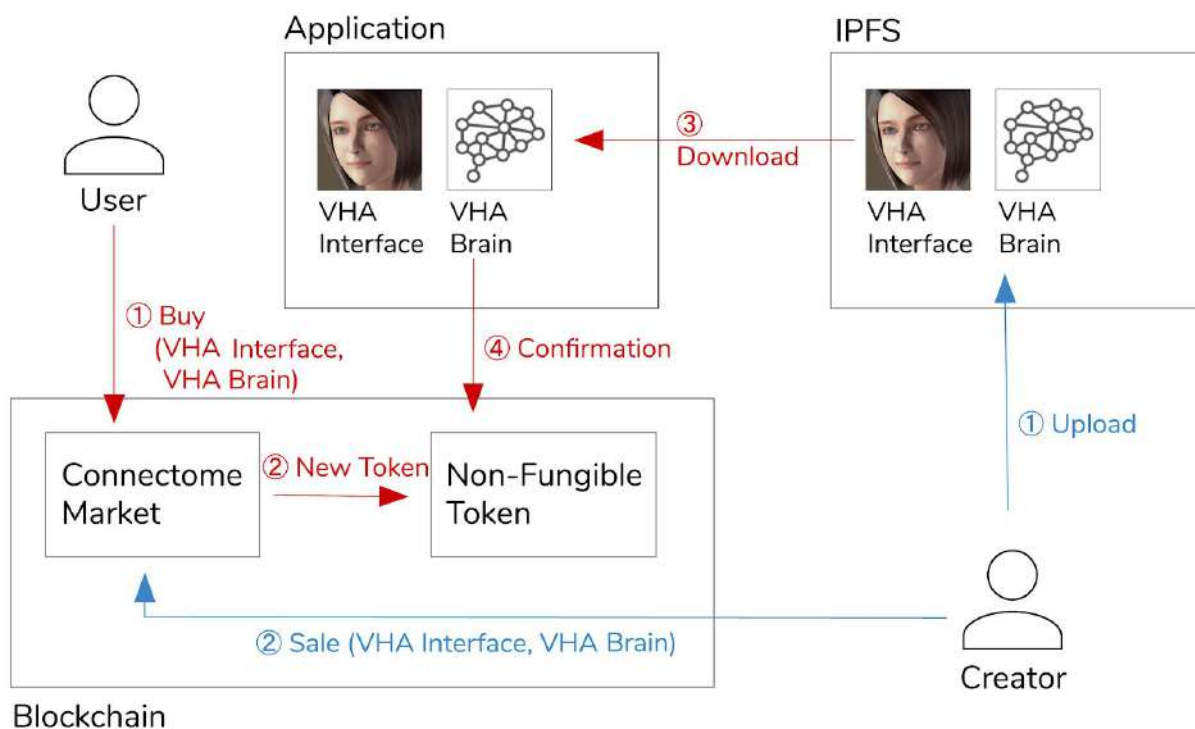 Application
IPFS
User
VHA
Interface
VHA
Brain
③
Download
VHA
Interface
VHA
Brain
① Buy
(VHA Interface,
VHA Brain)
④ Confirmation
① Upload
Connectome
Market
② New Token
Non-Fungible
Token
② Sale (VHA Interface, VHA Brain)
Creator
Blockchain